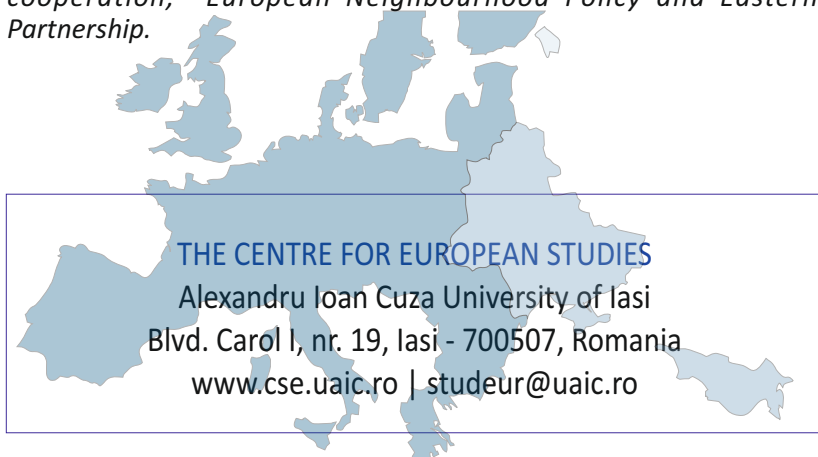 cooperation, European Neighbourhood Policy and Eastern
Partnership.
THE CENTRE FOR EUROPEAN STUDIES
Alexandru Ioan Cuza University of Iasi
Blvd. Carol I, nr. 19, Iasi - 700507, Romania
www.cse.uaic.ro | studeur@uaic.ro